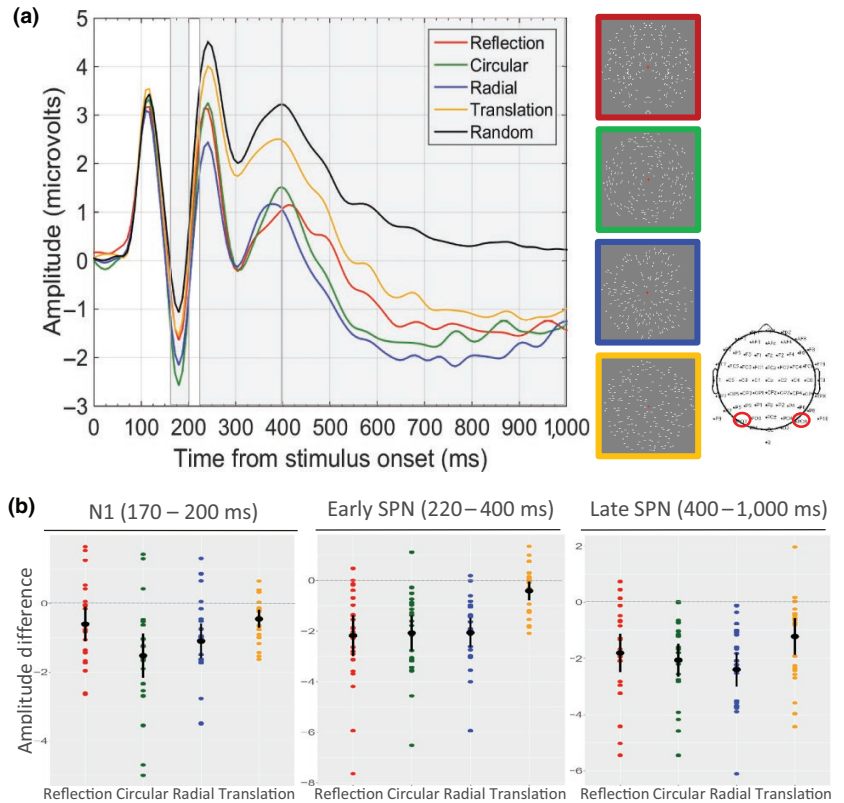 (a)
5
4
3
2
1
0
−1
−2
−3
Amplitude (microvolts)
Reflection
Circular
Radial
Translation
Random
0 100 200 300 400 500 600 700 800 900 1,000
Time from stimulus onset (ms)
(b)
N1 (170 – 200 ms) Early SPN (220 – 400 ms) Late SPN (400 – 1,000 ms)
Amplitude difference
0
−2
−4
0
−2
−4
−6
−8
2
0
−2
−4
−6
Reflection Circular Radial Translation
Reflection Circular Radial Translation
Reflection Circular Radial Translation